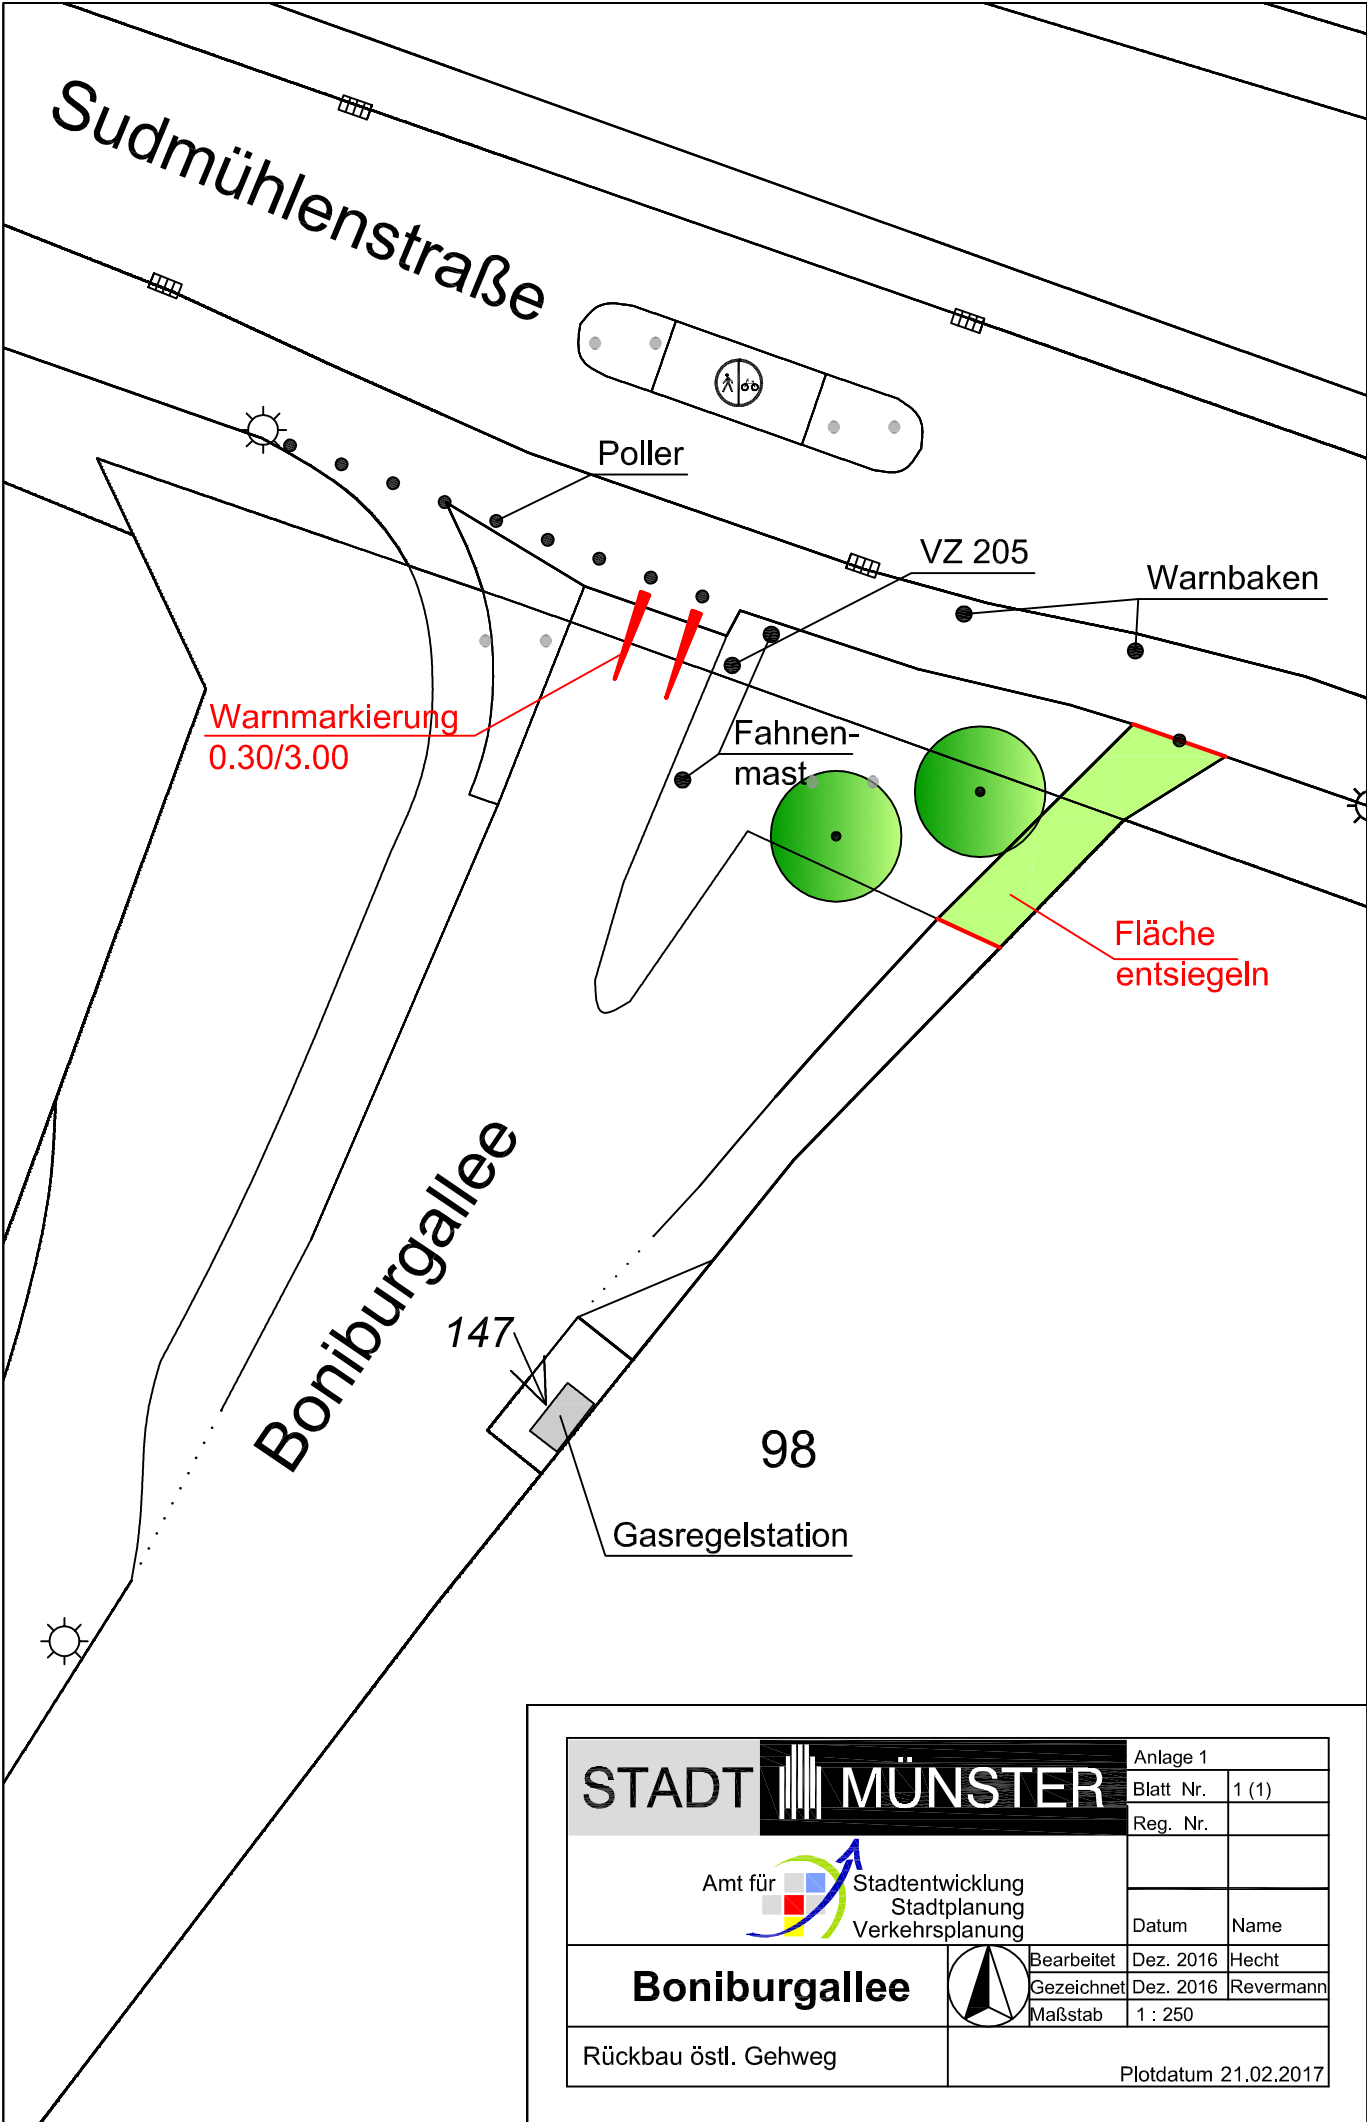 Sudmühlenstraße
Poller
VZ 205
Warnbaken
Warnmarkierung
0.30/3.00
Fahnen-
mast
Fläche
entsiegeln
Boniburgallee
147
98
Gasregelstation
STADT MÜNSTER
Anlage 1
Blatt Nr. 1 (1)
Reg. Nr.
Amt für Stadtentwicklung
Stadtplanung
Verkehrsplanung
Datum Name
Boniburgallee
Bearbeitet Dez. 2016 Hecht
Gezeichnet Dez. 2016 Revermann
Maßstab 1 : 250
Rückbau östl. Gehweg
Plotdatum 21.02.2017